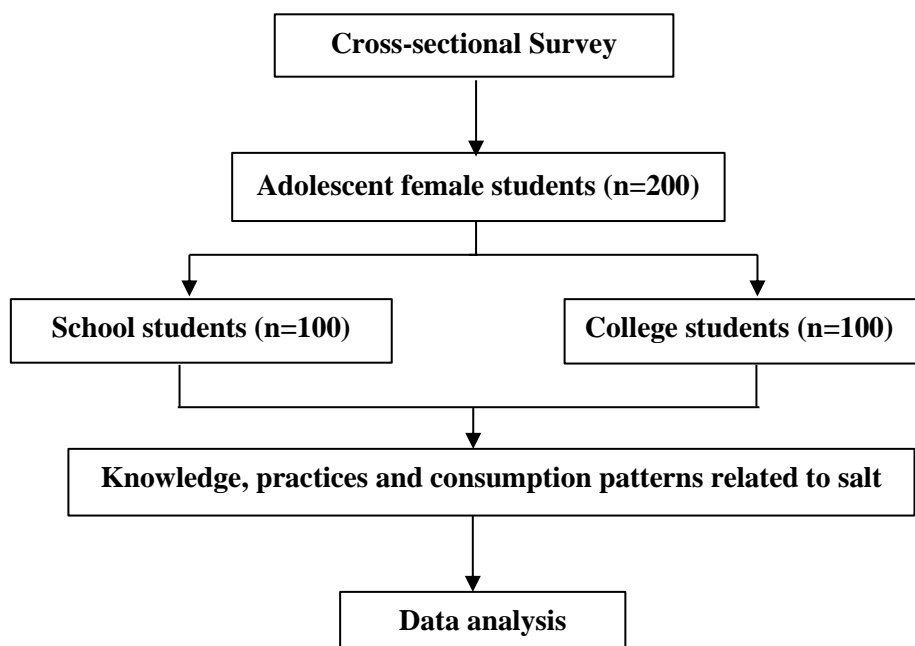 Cross-sectional Survey
Adolescent female students (n=200)
School students (n=100)
College students (n=100)
Knowledge, practices and consumption patterns related to salt
Data analysis